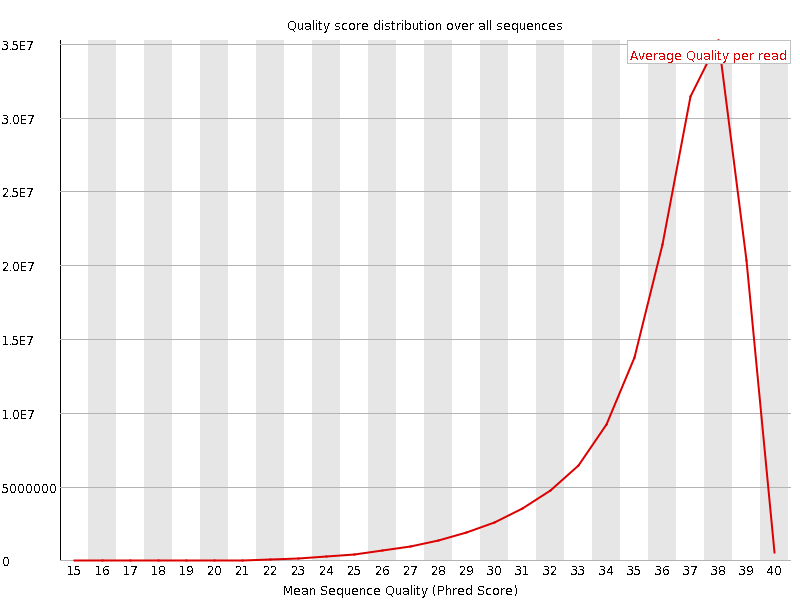 Quality score distribution over all sequences
Average Quality per read
3.5E7
3.0E7
2.5E7
2.0E7
1.5E7
1.0E7
5000000
0
15 16 17 18 19 20 21 22 23 24 25 26 27 28 29 30 31 32 33 34 35 36 37 38 39 40
Mean Sequence Quality (Phred Score)